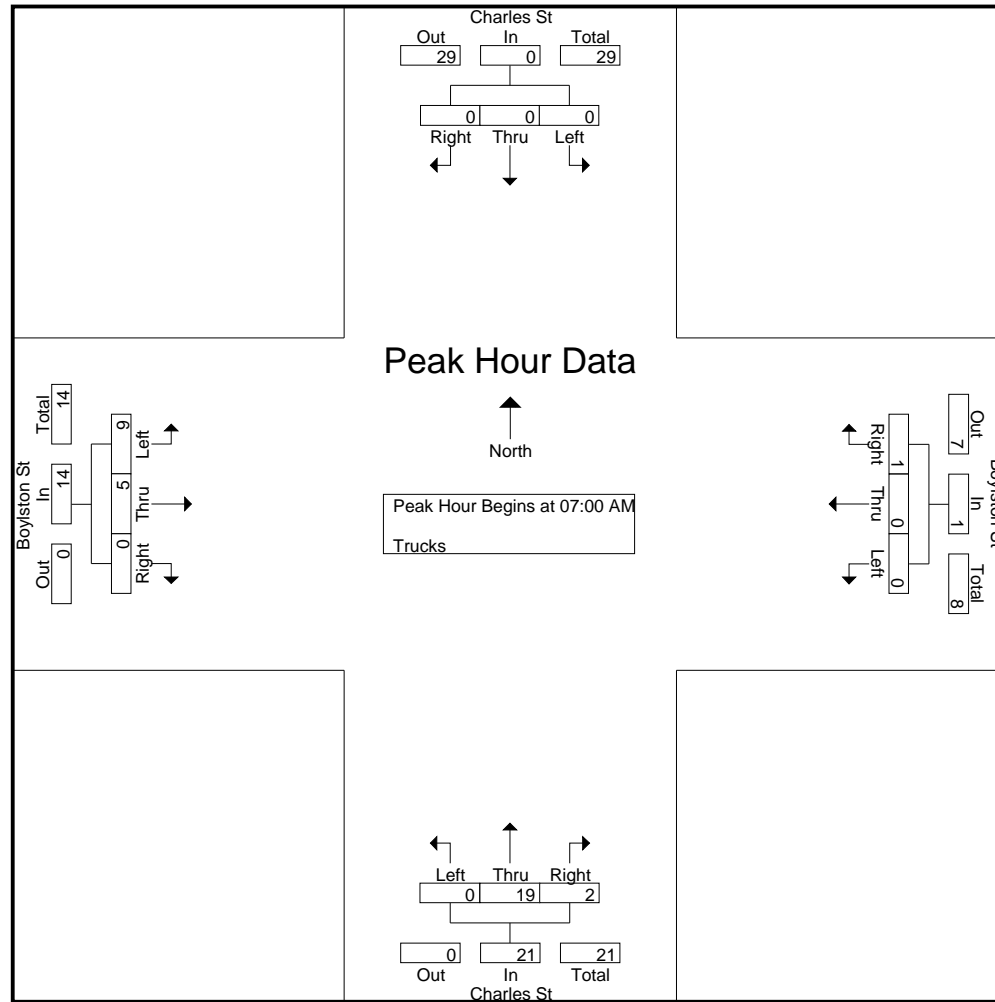 Charles St
Out In Total
29 0 29
0 0 0
Right Thru Left
Peak Hour Data
North
Peak Hour Begins at 07:00 AM
Trucks
Boylston St
Out In Total
0 14 14
Right Thru Left
0 5 9
Boylston St
Out In Total
7 1 8
Right Thru Left
1 0 0
Left Thru Right
0 19 2
0 21 21
Out In Total
Charles St